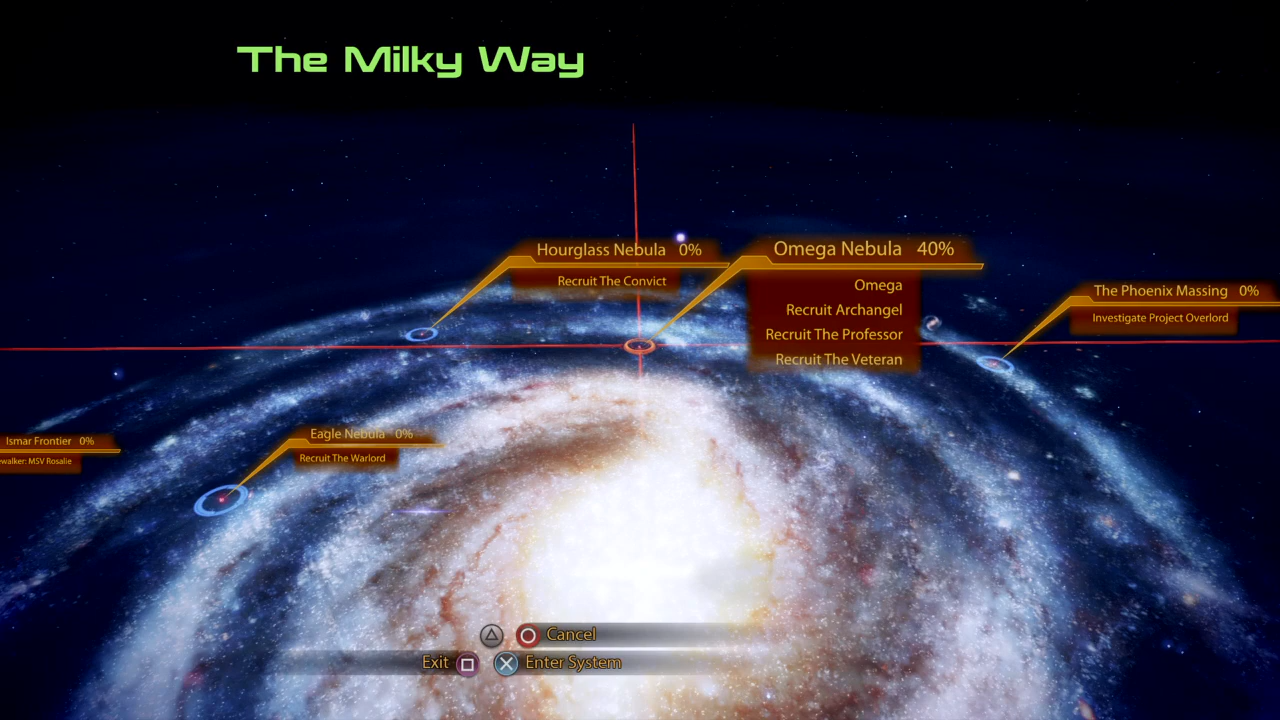 The Milky Way
Hourglass Nebula 0%
Recruit The Convict
Omega Nebula 40%
Omega
Recruit Archangel
Recruit The Professor
Recruit The Veteran
The Phoenix Massing 0%
Investigate Project Overlord
Eagle Nebula 0%
Recruit The Warlord
Ismar Frontier 0%
MSV Rosalie
Cancel
Exit
Enter System